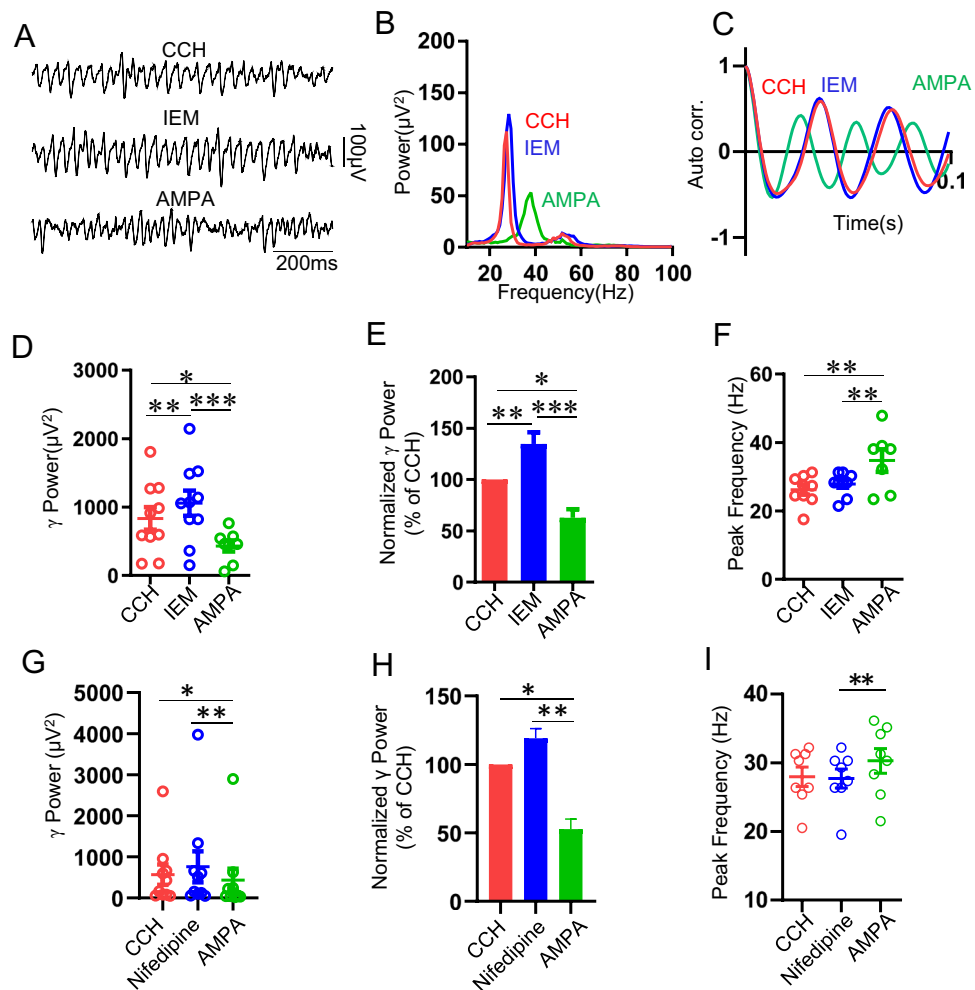 A
CCH
IEM
100μV
AMPA
200ms
B
200
150
100
50
0
Power(μV²)
CCH
IEM
AMPA
20 40 60 80 100
Frequency(Hz)
C
1
0
-1
Auto corr.
CCH IEM AMPA
0.1
Time(s)
D
3000
2000
1000
0
γ Power(μV²)
*
** ***
CCH IEM AMPA
E
200
150
100
50
0
Normalized γ Power
(% of CCH)
*
** ***
CCH IEM AMPA
F
60
40
20
0
Peak Frequency (Hz)
**
**
CCH IEM AMPA
G
5000
4000
3000
2000
1000
0
γ Power (μV²)
*
**
CCH Nifedipine AMPA
H
150
100
50
0
Normalized γ Power
(% of CCH)
*
**
CCH Nifedipine AMPA
I
40
30
20
10
Peak Frequency (Hz)
**
CCH Nifedipine AMPA